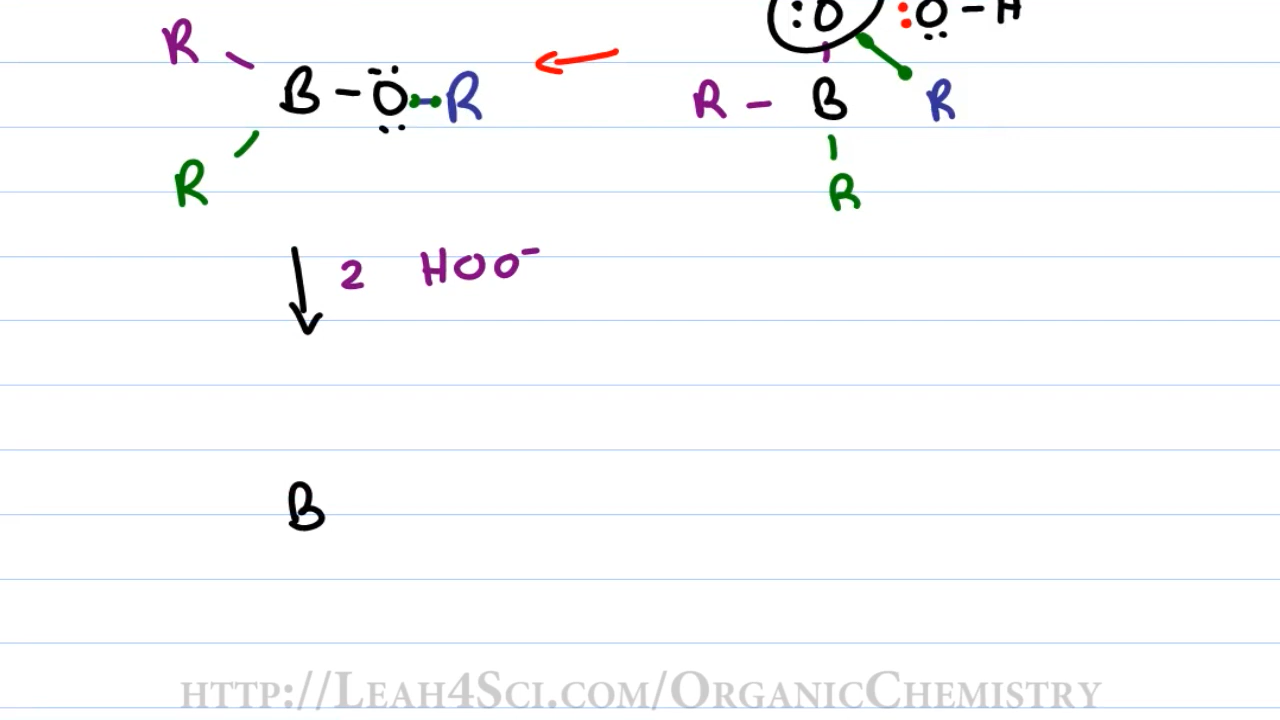 R
:O: :O – H
B – O – R
R – B R
R
R
2 HOO⁻
B
HTTP://LEAH4SCI.COM/ORGANICCHEMISTRY